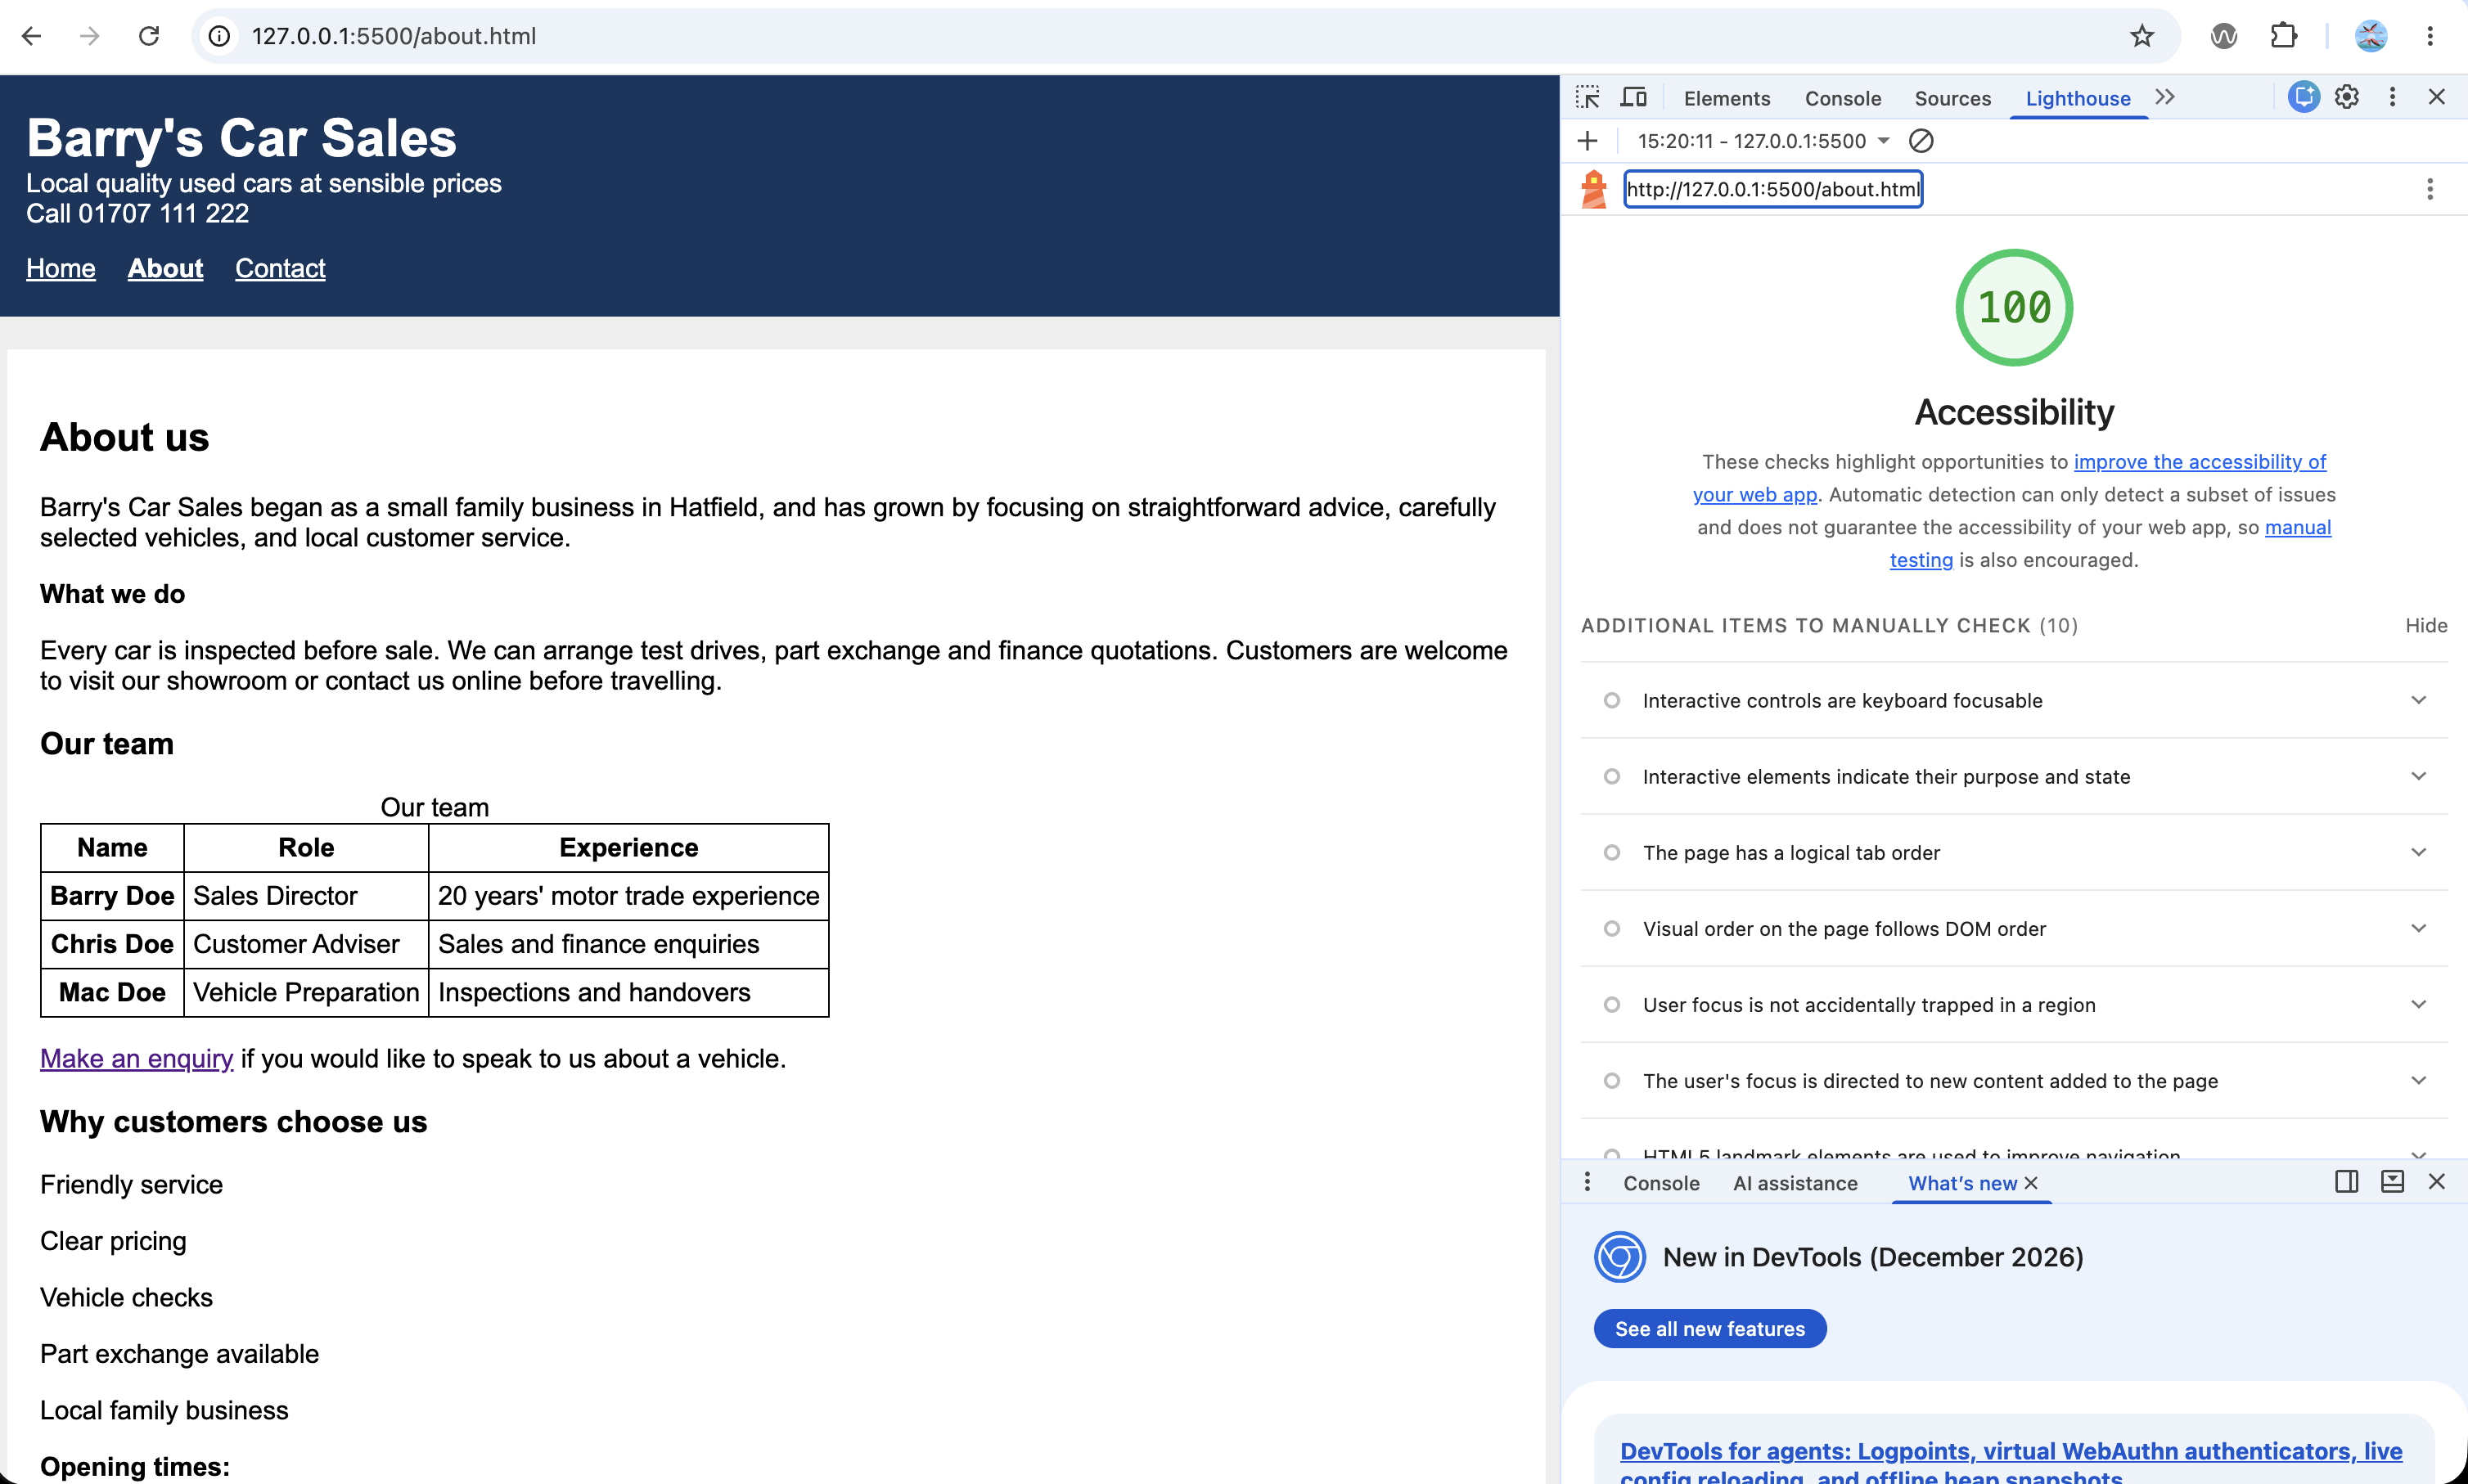 127.0.0.1:5500/about.html
Barry's Car Sales
Local quality used cars at sensible prices
Call 01707 111 222
Home About Contact
About us
Barry's Car Sales began as a small family business in Hatfield, and has grown by focusing on straightforward advice, carefully
selected vehicles, and local customer service.
What we do
Every car is inspected before sale. We can arrange test drives, part exchange and finance quotations. Customers are welcome
to visit our showroom or contact us online before travelling.
Our team
Our team
Name Role Experience
Barry Doe Sales Director 20 years' motor trade experience
Chris Doe Customer Adviser Sales and finance enquiries
Mac Doe Vehicle Preparation Inspections and handovers
Make an enquiry if you would like to speak to us about a vehicle.
Why customers choose us
Friendly service
Clear pricing
Vehicle checks
Part exchange available
Local family business
Opening times:
Elements Console Sources Lighthouse
15:20:11 - 127.0.0.1:5500
http://127.0.0.1:5500/about.html
100
Accessibility
These checks highlight opportunities to improve the accessibility of
your web app. Automatic detection can only detect a subset of issues
and does not guarantee the accessibility of your web app, so manual
testing is also encouraged.
ADDITIONAL ITEMS TO MANUALLY CHECK (10) Hide
Interactive controls are keyboard focusable
Interactive elements indicate their purpose and state
The page has a logical tab order
Visual order on the page follows DOM order
User focus is not accidentally trapped in a region
The user's focus is directed to new content added to the page
HTML5 landmark elements are used to improve navigation
Console AI assistance What's new
New in DevTools (December 2026)
See all new features
DevTools for agents: Logpoints, virtual WebAuthn authenticators, live
config reloading, and offline heap snapshots